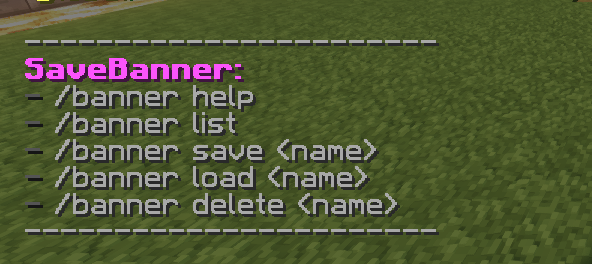 ------------------------
SaveBanner:
- /banner help
- /banner list
- /banner save <name>
- /banner load <name>
- /banner delete <name>
------------------------